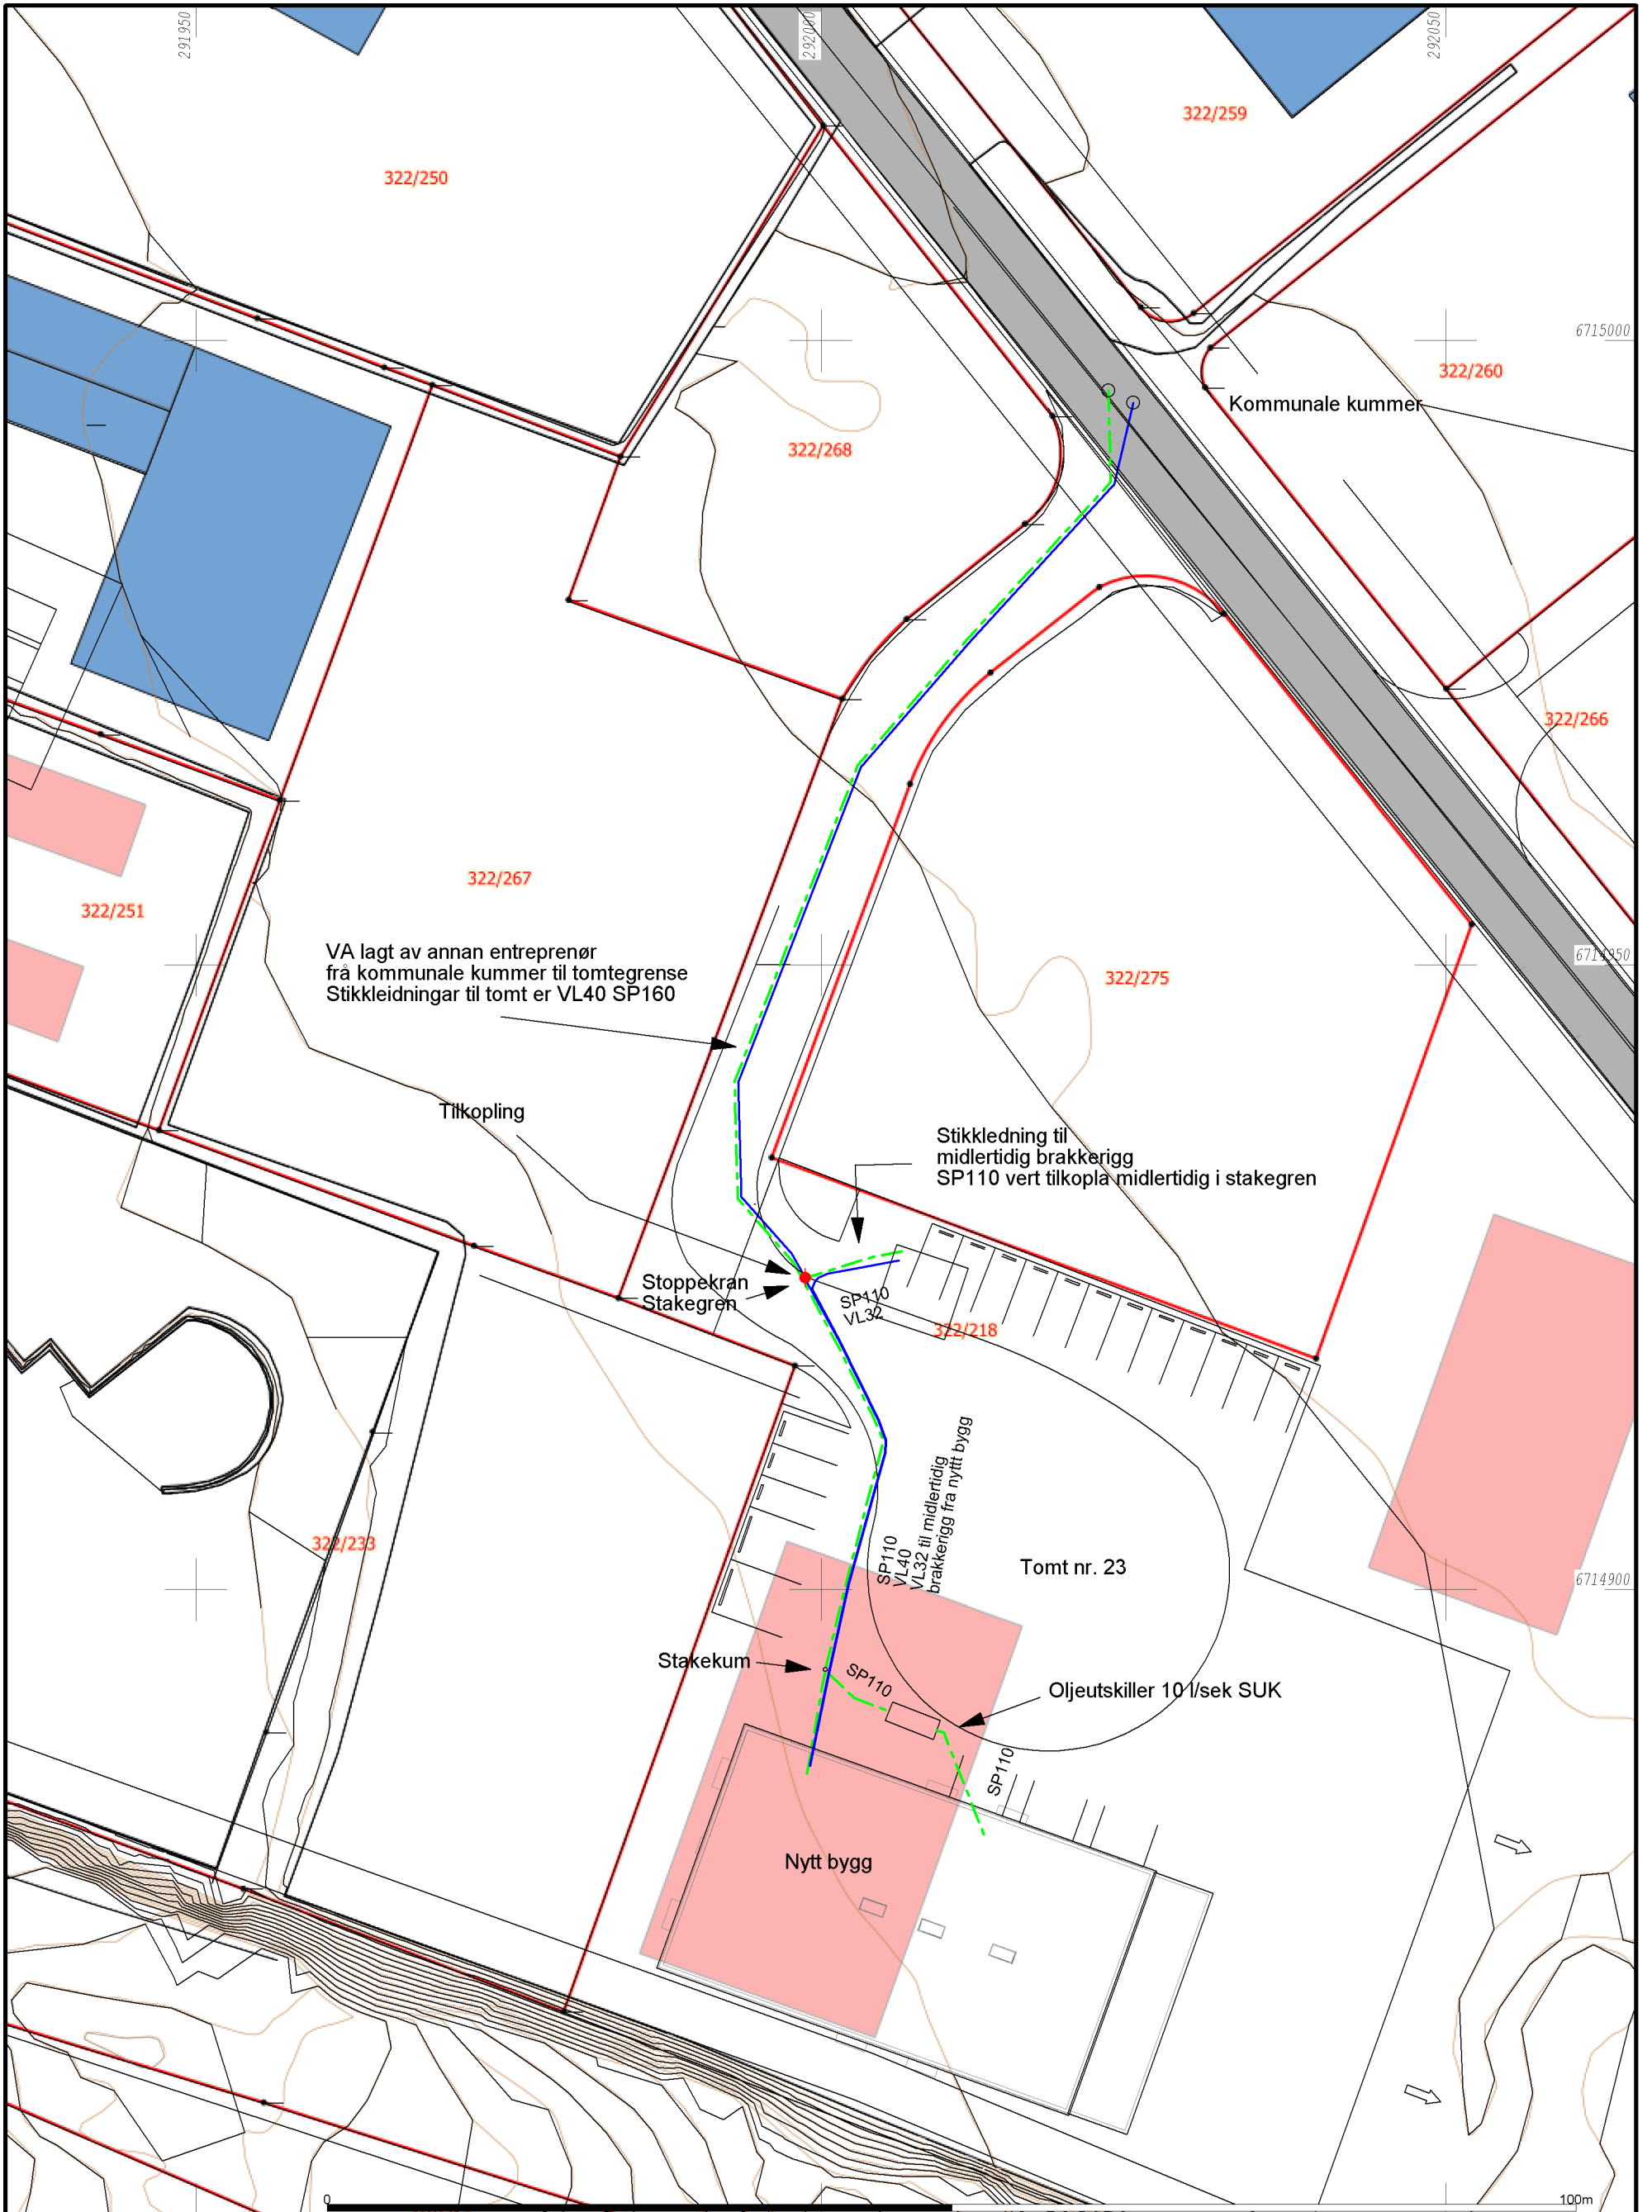 291950
292000
292050
322/259
322/250
6715000
322/260
Kommunale kummer
322/268
322/266
322/267
322/251
VA lagt av annan entreprenør
frå kommunale kummer til tomtegrense
Stikkleidningar til tomt er VL40 SP160
6714950
322/275
Tilkopling
Stikkledning til
midlertidig brakkerigg
SP110 vert tilkopla midlertidig i stakegren
Stoppekran
Stakegren
SP110
VL32
322/218
322/233
SP110
VL40
VL32 til midlertidig
brakkerigg fra nyttt bygg
Tomt nr. 23
6714900
Stakekum
SP110
Oljeutskiller 10 l/sek SUK
SP110
Nytt bygg
0
100m